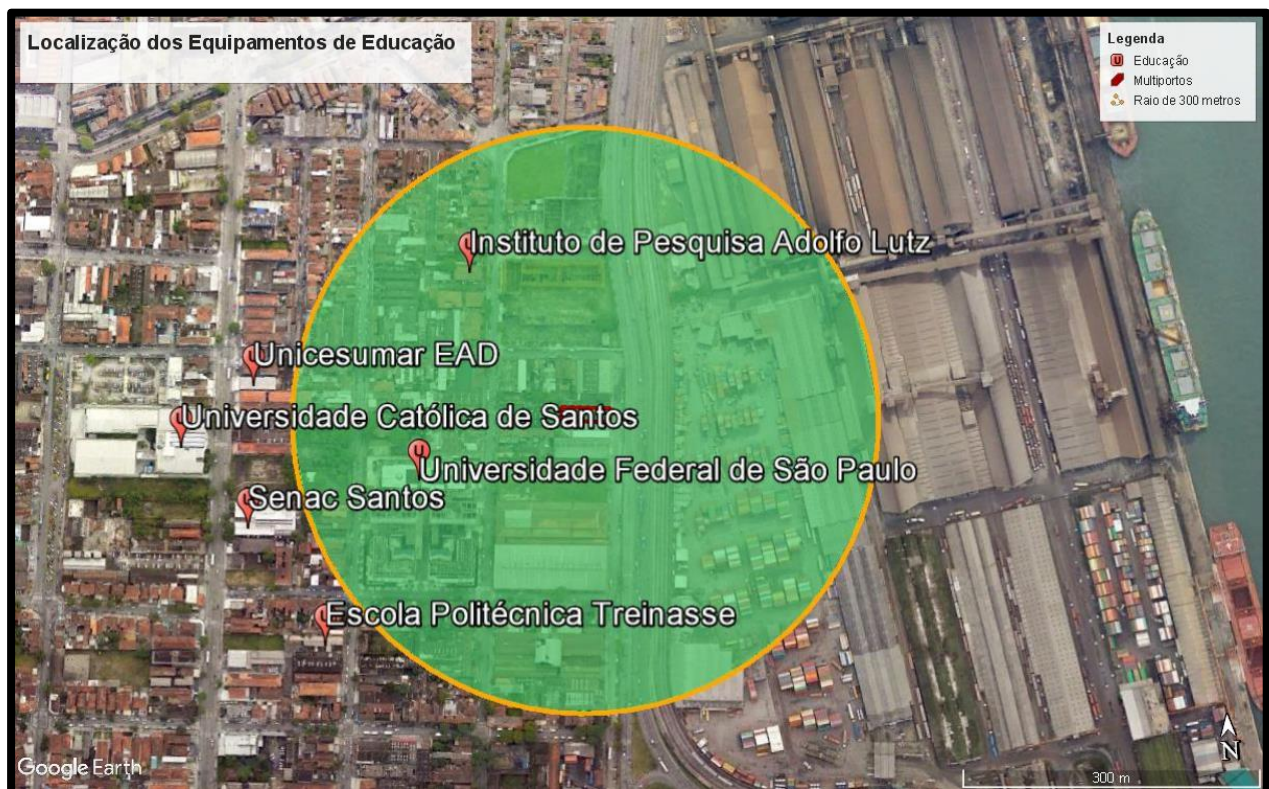 Localização dos Equipamentos de Educação
Legenda
U Educação
Multiportos
Raio de 300 metros
Instituto de Pesquisa Adolfo Lutz
Unicesumar EAD
Universidade Católica de Santos
U
Universidade Federal de São Paulo
Senac Santos
Escola Politécnica Treinasse
N
Google Earth
300 m